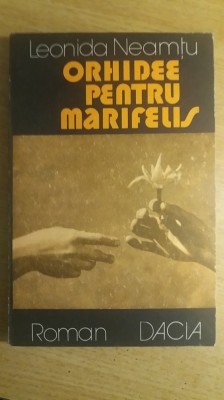 Leonida Neamțu
ORHIDEE
PENTRU
MARIFELIS
Roman DACIA